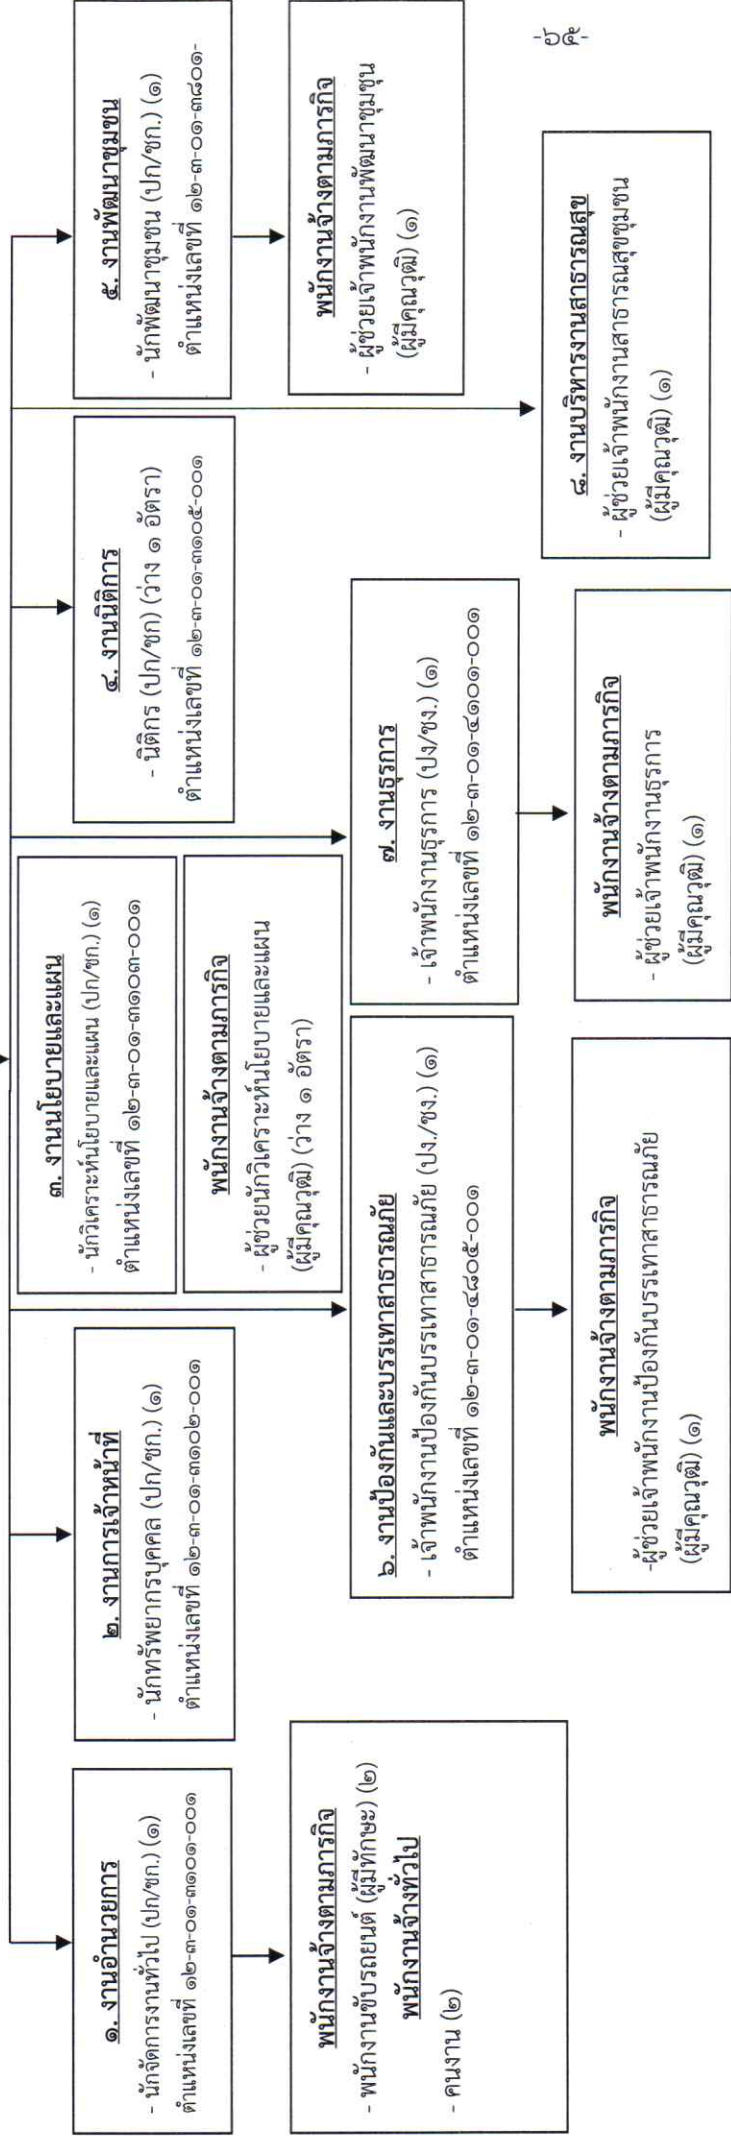 ๑. งานอำนวยการ
- นักจัดการงานทั่วไป (ปก/ชก.) (๑)
ตำแหน่งเลขที่ ๑๒-๓-๐๑-๓๑๐๑-๐๐๑
พนักงานจ้างตามภารกิจ
- พนักงานขับรถยนต์ (ผู้มีทักษะ) (๒)
พนักงานจ้างทั่วไป
- คนงาน (๒)
๒. งานการเจ้าหน้าที่
- นักทรัพยากรบุคคล (ปก/ชก.) (๑)
ตำแหน่งเลขที่ ๑๒-๓-๐๑-๓๑๐๒-๐๐๑
๓. งานนโยบายและแผน
- นักวิเคราะห์นโยบายและแผน (ปก/ชก.) (๑)
ตำแหน่งเลขที่ ๑๒-๓-๐๑-๓๑๐๓-๐๐๑
พนักงานจ้างตามภารกิจ
- ผู้ช่วยนักวิเคราะห์นโยบายและแผน
(ผู้มีคุณวุฒิ) (ว่าง ๑ อัตรา)
๔. งานนิติการ
- นิติกร (ปก/ชก) (ว่าง ๑ อัตรา)
ตำแหน่งเลขที่ ๑๒-๓-๐๑-๓๑๐๕-๐๐๑
๕. งานพัฒนาชุมชน
- นักพัฒนาชุมชน (ปก/ชก.) (๑)
ตำแหน่งเลขที่ ๑๒-๓-๐๑-๓๘๐๑-
พนักงานจ้างตามภารกิจ
- ผู้ช่วยเจ้าพนักงานพัฒนาชุมชน
(ผู้มีคุณวุฒิ) (๑)
๖. งานป้องกันและบรรเทาสาธารณภัย
- เจ้าพนักงานป้องกันบรรเทาสาธารณภัย (ปง./ชง.) (๑)
ตำแหน่งเลขที่ ๑๒-๓-๐๑-๔๘๐๕-๐๐๑
พนักงานจ้างตามภารกิจ
-ผู้ช่วยเจ้าพนักงานป้องกันบรรเทาสาธารณภัย
(ผู้มีคุณวุฒิ) (๑)
๗. งานธุรการ
- เจ้าพนักงานธุรการ (ปง/ชง.) (๑)
ตำแหน่งเลขที่ ๑๒-๓-๐๑-๔๑๐๑-๐๐๑
พนักงานจ้างตามภารกิจ
- ผู้ช่วยเจ้าพนักงานธุรการ
(ผู้มีคุณวุฒิ) (๑)
๘. งานบริหารงานสาธารณสุข
- ผู้ช่วยเจ้าพนักงานสาธารณสุขชุมชน
(ผู้มีคุณวุฒิ) (๑)
-๖๕-